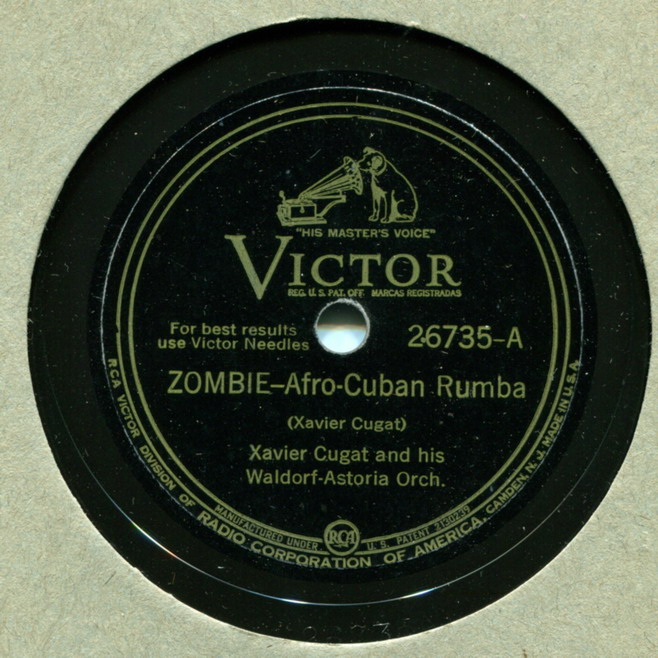 "HIS MASTER'S VOICE"
VICTOR
REG. U. S. PAT. OFF. MARCAS REGISTRADAS
For best results
use Victor Needles
26735-A
ZOMBIE-Afro-Cuban Rumba
(Xavier Cugat)
Xavier Cugat and his
Waldorf-Astoria Orch.
MANUFACTURED UNDER RCA U. S. PATENT 3130239
RCA VICTOR DIVISION OF RADIO CORPORATION OF AMERICA, CAMDEN, N. J. MADE IN U. S. A.